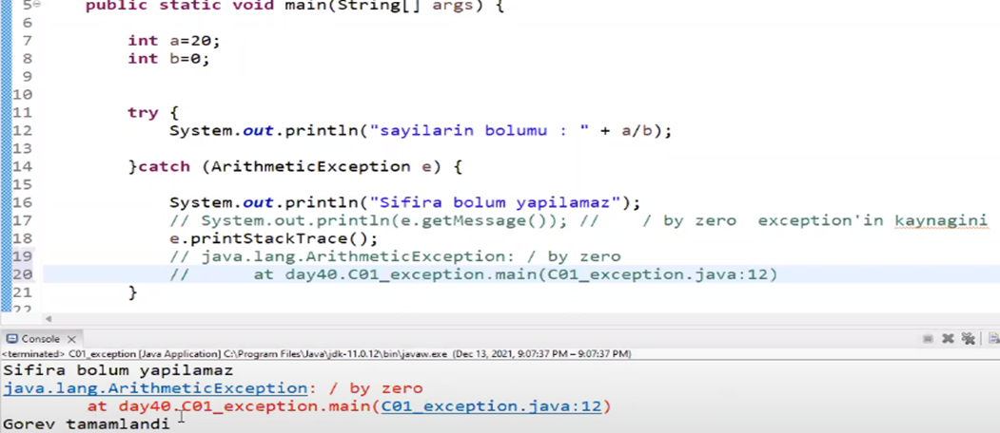 5 public static void main(String[] args) {
6
7 int a=20;
8 int b=0;
9
10
11 try {
12 System.out.println("sayilarin bolumu : " + a/b);
13
14 }catch (ArithmeticException e) {
15
16 System.out.println("Sifira bolum yapilamaz");
17 // System.out.println(e.getMessage()); // / by zero exception'in kaynagini
18 e.printStackTrace();
19 // java.lang.ArithmeticException: / by zero
20 // at day40.C01_exception.main(C01_exception.java:12)
21 }
22
Console
<terminated> C01_exception [Java Application] C:\Program Files\Java\jdk-11.0.12\bin\javaw.exe (Dec 13, 2021, 9:07:37 PM – 9:07:37 PM)
Sifira bolum yapilamaz
java.lang.ArithmeticException: / by zero
at day40.C01_exception.main(C01_exception.java:12)
Gorev tamamlandi